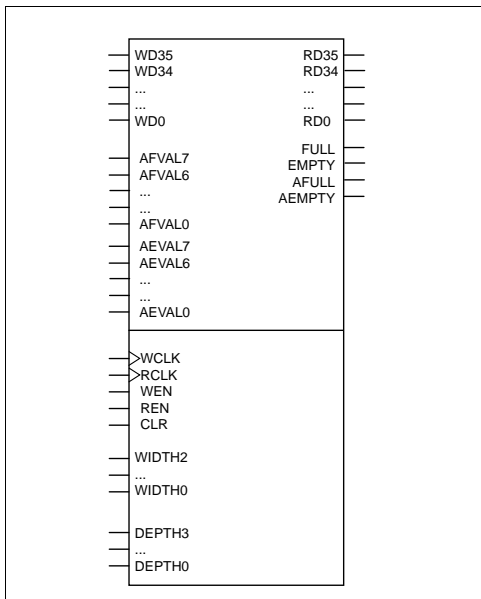 WD35 RD35
WD34 RD34
... ...
... ...
WD0 RD0
FULL
AFVAL7 EMPTY
AFVAL6 AFULL
... AEMPTY
...
AFVAL0
AEVAL7
AEVAL6
...
...
AEVAL0
WCLK
RCLK
WEN
REN
CLR
WIDTH2
...
WIDTH0
DEPTH3
...
DEPTH0